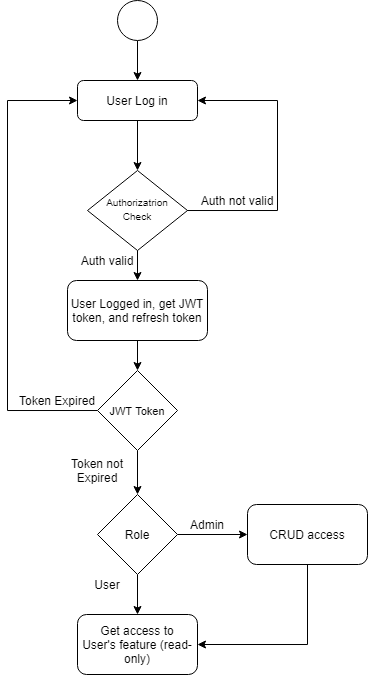 User Log in
Authorizatrion
Check
Auth not valid
Auth valid
User Logged in, get JWT
token, and refresh token
Token Expired
JWT Token
Token not
Expired
Role
Admin
CRUD access
User
Get access to
User's feature (read-
only)